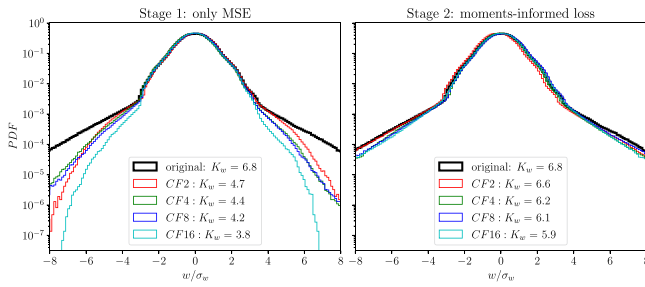 Stage 1: only MSE
Stage 2: moments-informed loss
PDF
10^0
10^-1
10^-2
10^-3
10^-4
10^-5
10^-6
10^-7
original: K_w = 6.8
CF2 : K_w = 4.7
CF4 : K_w = 4.4
CF8 : K_w = 4.2
CF16 : K_w = 3.8
−8 −6 −4 −2 0 2 4 6 8
w/σ_w
original: K_w = 6.8
CF2 : K_w = 6.6
CF4 : K_w = 6.2
CF8 : K_w = 6.1
CF16 : K_w = 5.9
−8 −6 −4 −2 0 2 4 6 8
w/σ_w